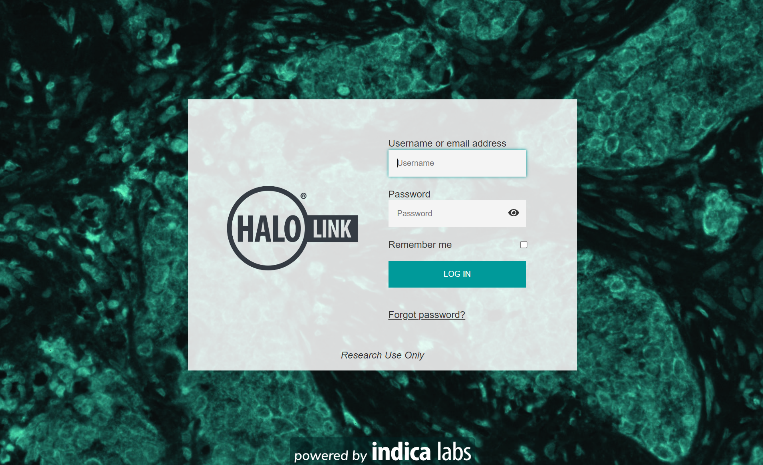 Username or email address
Username
Password
Password
HALO® LINK
Remember me
LOG IN
Forgot password?
Research Use Only
powered by indica labs